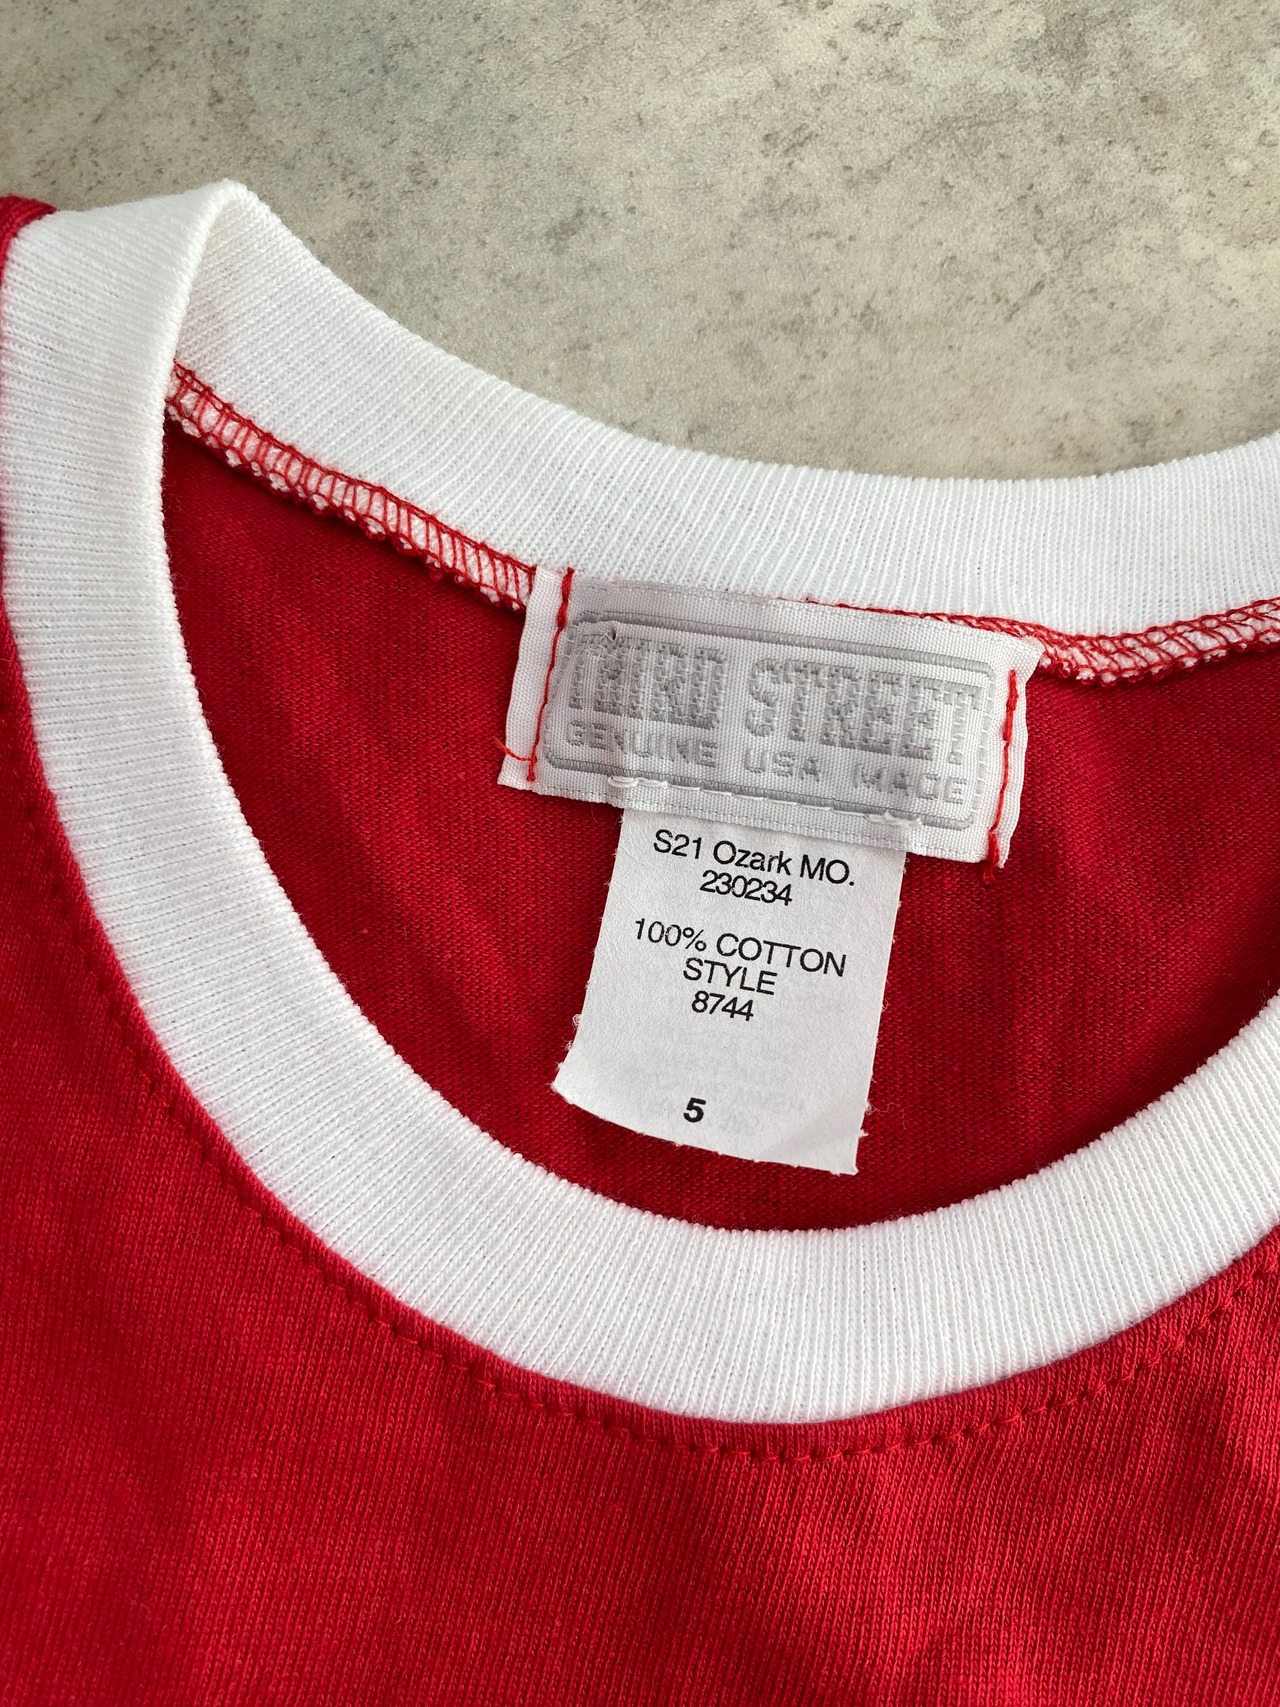 THIRD STREET
GENUINE USA MADE
S21 Ozark MO.
230234
100% COTTON
STYLE
8744
5